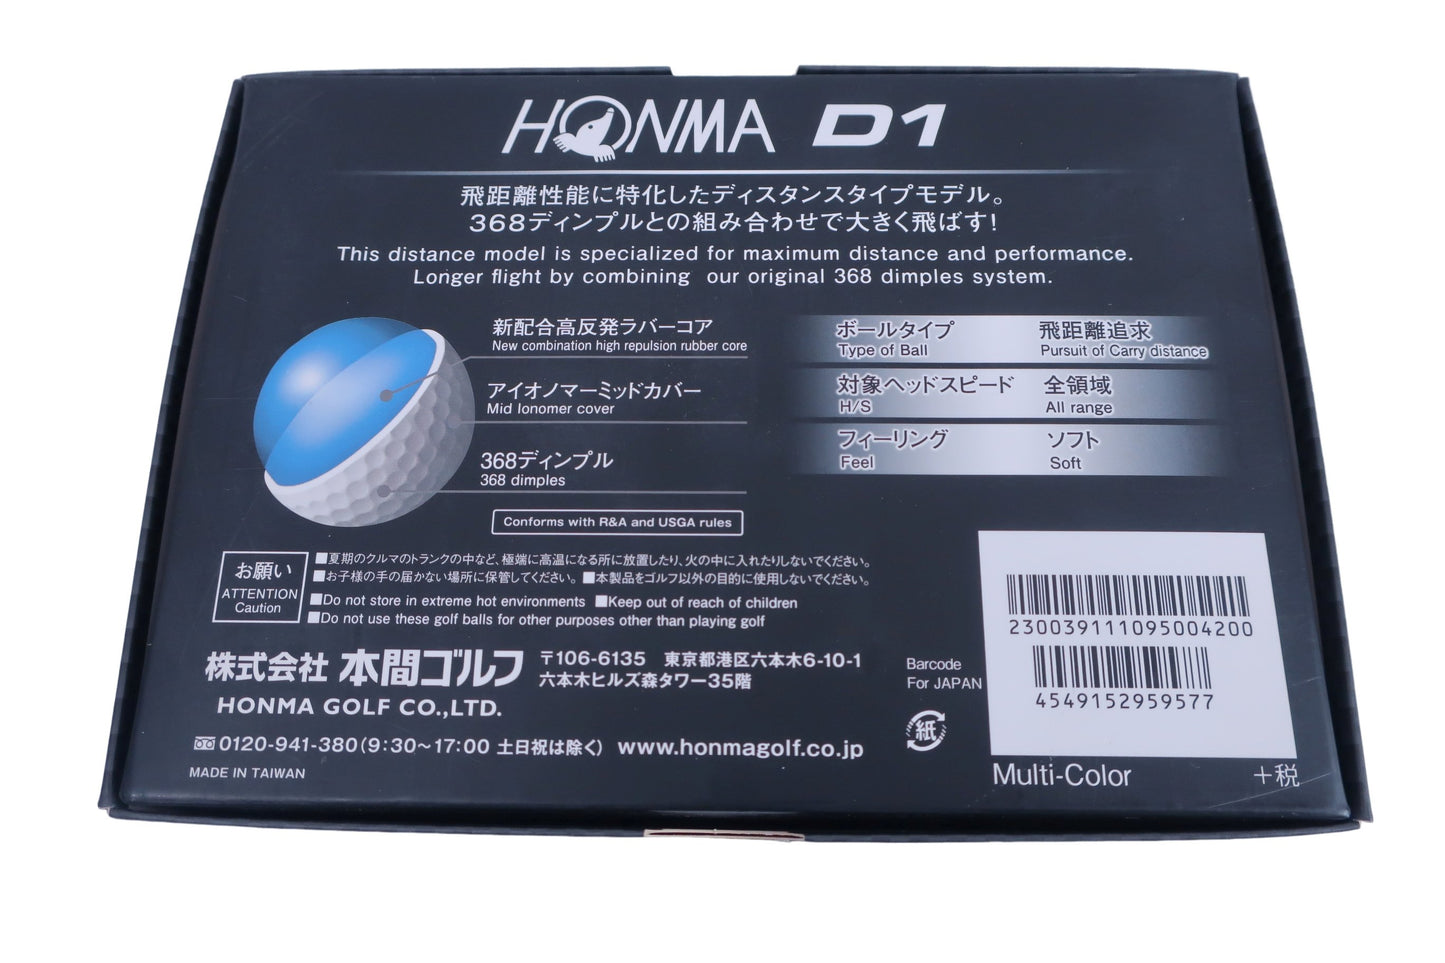 HONMA D1
飛距離性能に特化したディスタンスタイプモデル。
368ディンプルとの組み合わせで大きく飛ばす!
This distance model is specialized for maximum distance and performance.
Longer flight by combining our original 368 dimples system.
新配合高反発ラバーコア
New combination high repulsion rubber core
アイオノマーミッドカバー
Mid Ionomer cover
368ディンプル
368 dimples
Conforms with R&A and USGA rules
ボールタイプ 飛距離追求
Type of Ball Pursuit of Carry distance
対象ヘッドスピード 全領域
H/S All range
フィーリング ソフト
Feel Soft
お願い
ATTENTION
Caution
■夏期のクルマのトランクの中など、極端に高温になる所に放置したり、火の中に入れたりしないでください。
■お子様の手の届かない場所に保管してください。■本製品をゴルフ以外の目的に使用しないでください。
■Do not store in extreme hot environments ■Keep out of reach of children
■Do not use these golf balls for other purposes other than playing golf
株式会社 本間ゴルフ 〒106-6135 東京都港区六本木6-10-1
六本木ヒルズ森タワー35階
HONMA GOLF CO.,LTD.
0120-941-380(9:30～17:00 土日祝は除く) www.honmagolf.co.jp
MADE IN TAIWAN
Barcode
For JAPAN
紙
2300391110950042​00
4549152959577
Multi-Color +税